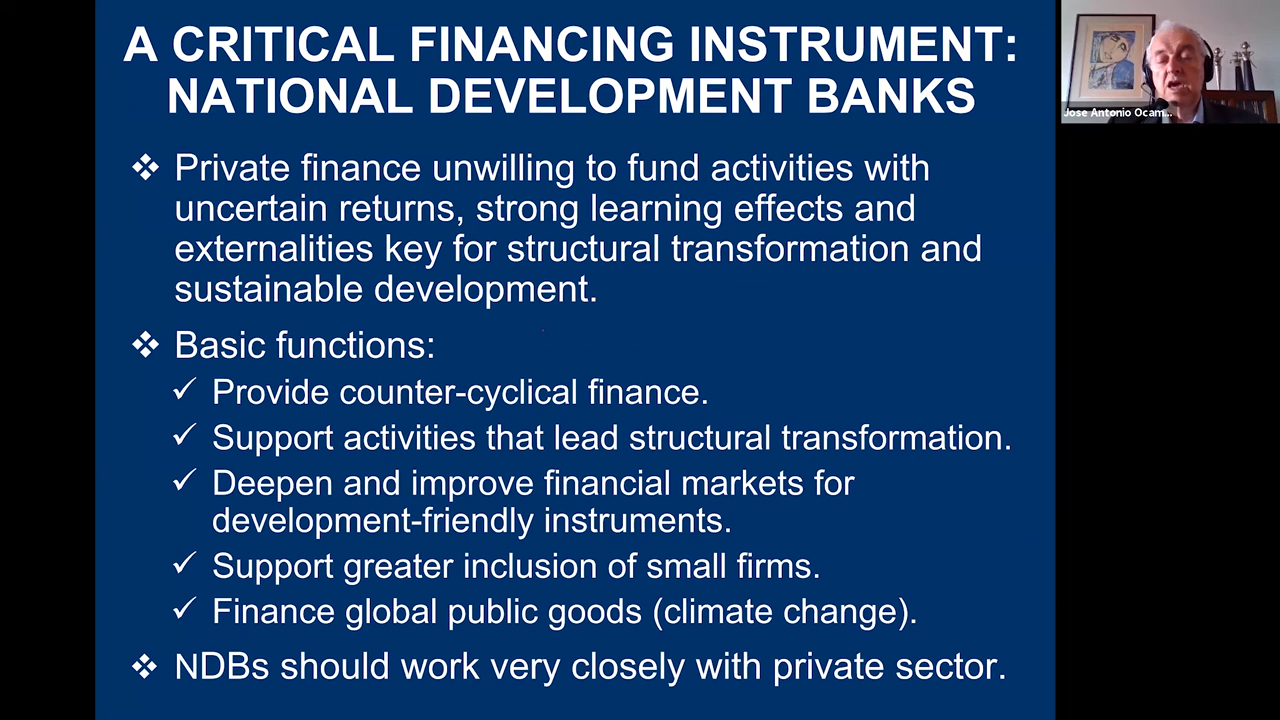 A CRITICAL FINANCING INSTRUMENT:
NATIONAL DEVELOPMENT BANKS
❖ Private finance unwilling to fund activities with
uncertain returns, strong learning effects and
externalities key for structural transformation and
sustainable development.
❖ Basic functions:
✓ Provide counter-cyclical finance.
✓ Support activities that lead structural transformation.
✓ Deepen and improve financial markets for
development-friendly instruments.
✓ Support greater inclusion of small firms.
✓ Finance global public goods (climate change).
❖ NDBs should work very closely with private sector.
Jose Antonio Ocam...